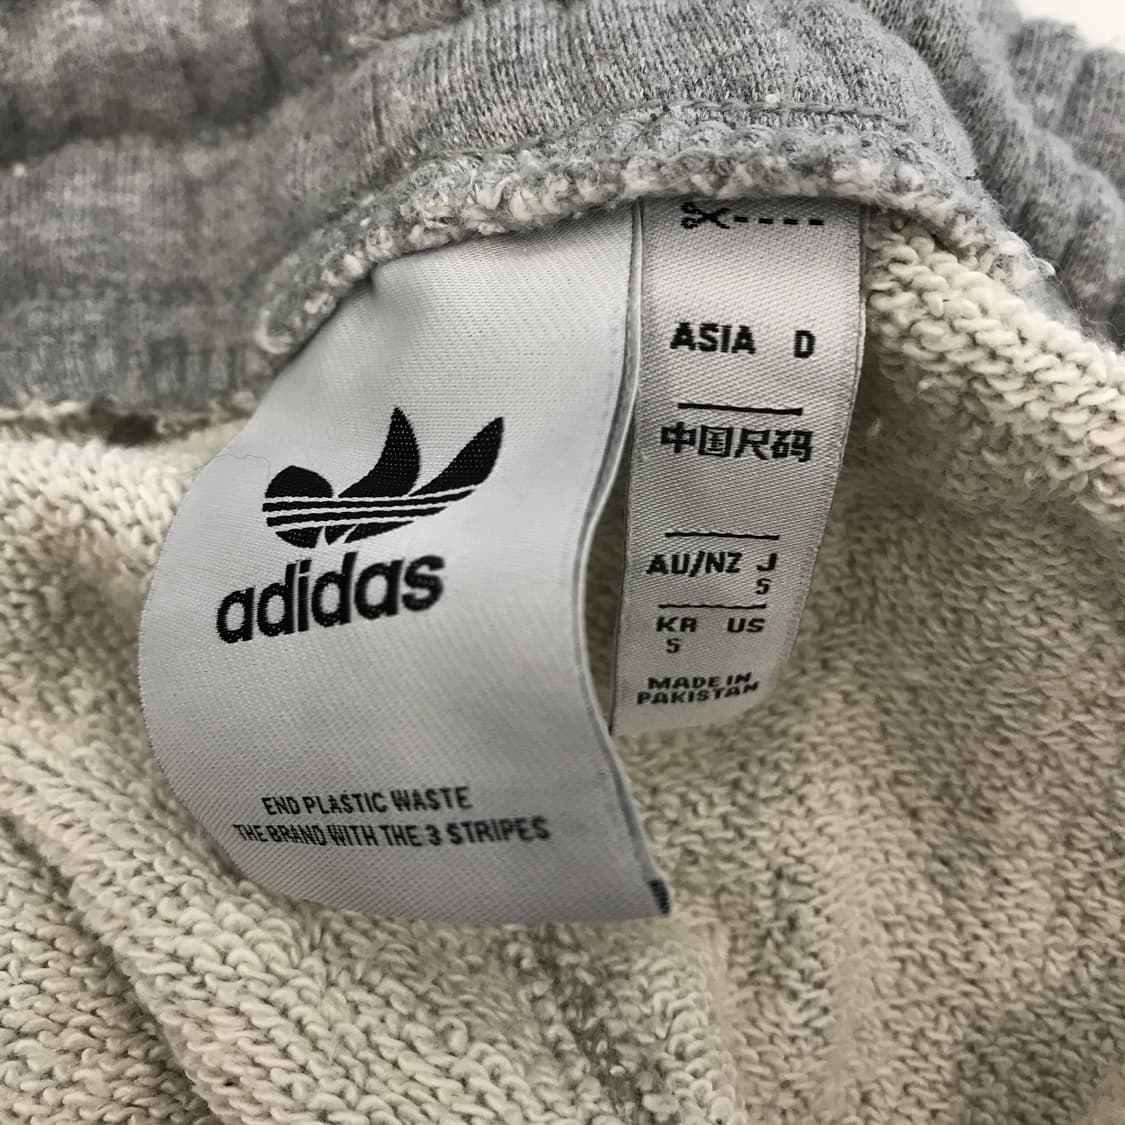 adidas
END PLASTIC WASTE
THE BRAND WITH THE 3 STRIPES
ASIA D
中国尺码
AU/NZ J
S
KR US
S
MADE IN
PAKISTAN